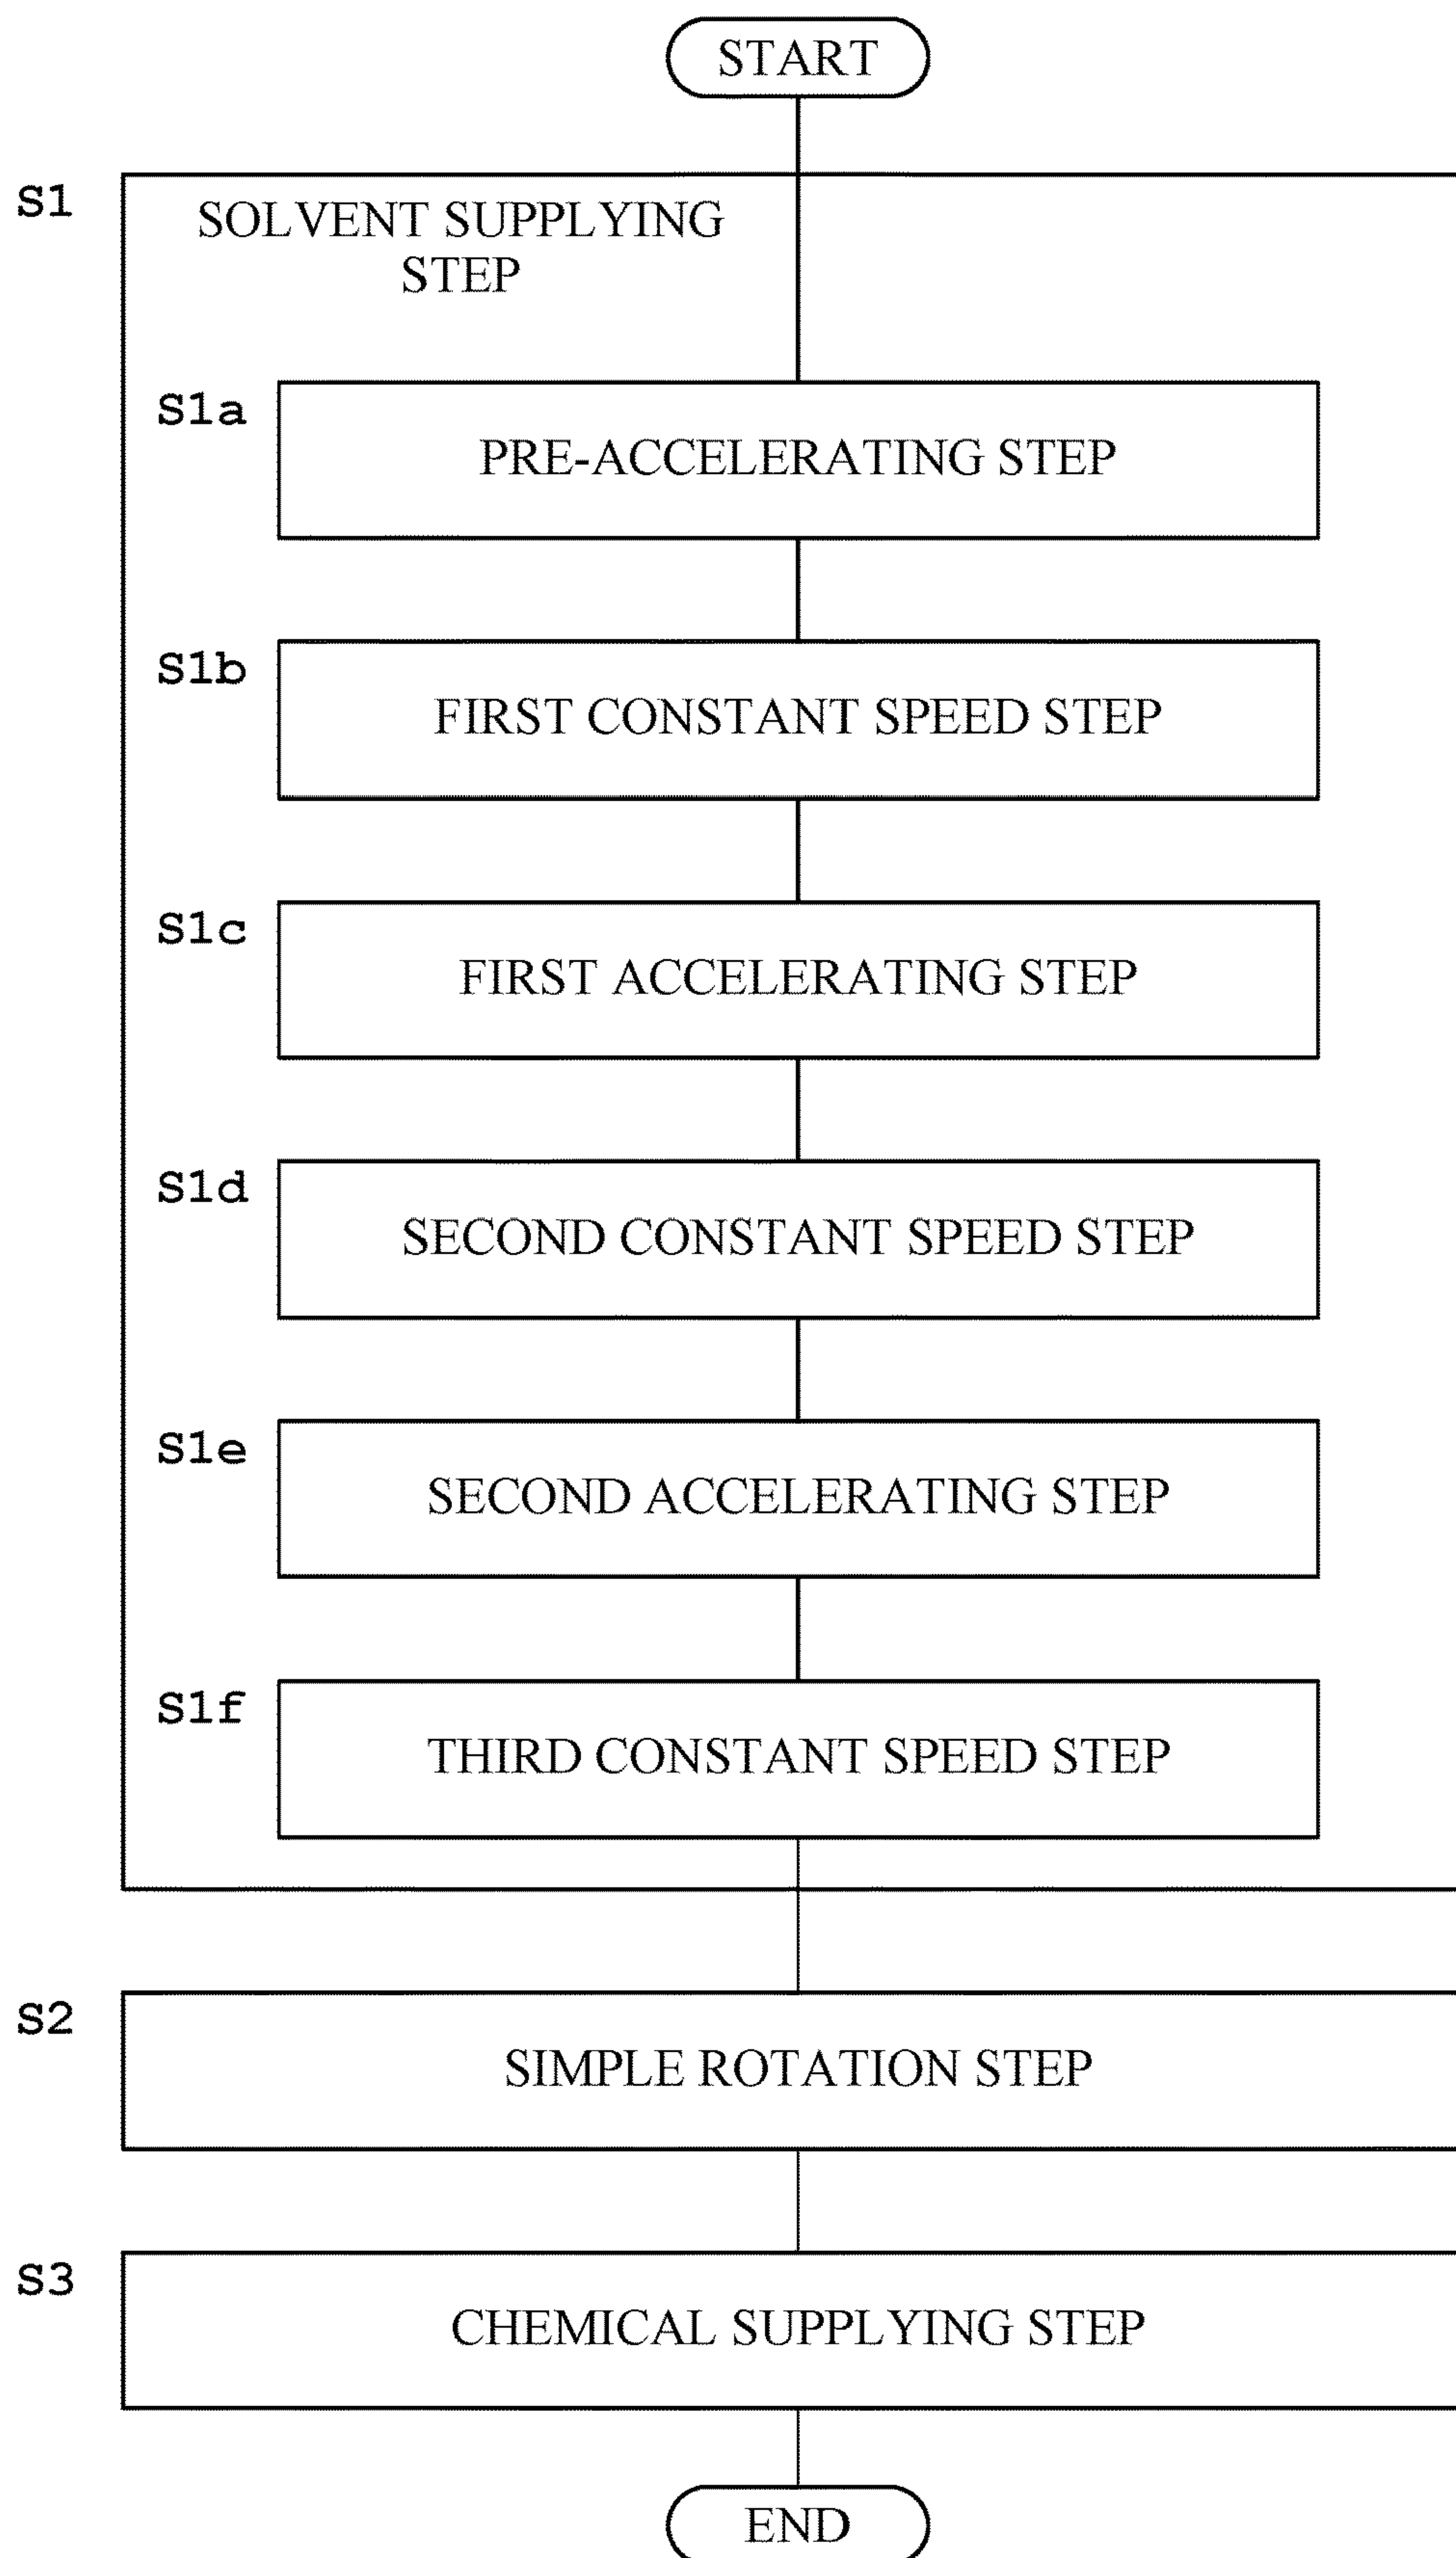 START
S1
SOLVENT SUPPLYING
STEP
S1a
PRE-ACCELERATING STEP
S1b
FIRST CONSTANT SPEED STEP
S1c
FIRST ACCELERATING STEP
S1d
SECOND CONSTANT SPEED STEP
S1e
SECOND ACCELERATING STEP
S1f
THIRD CONSTANT SPEED STEP
S2
SIMPLE ROTATION STEP
S3
CHEMICAL SUPPLYING STEP
END